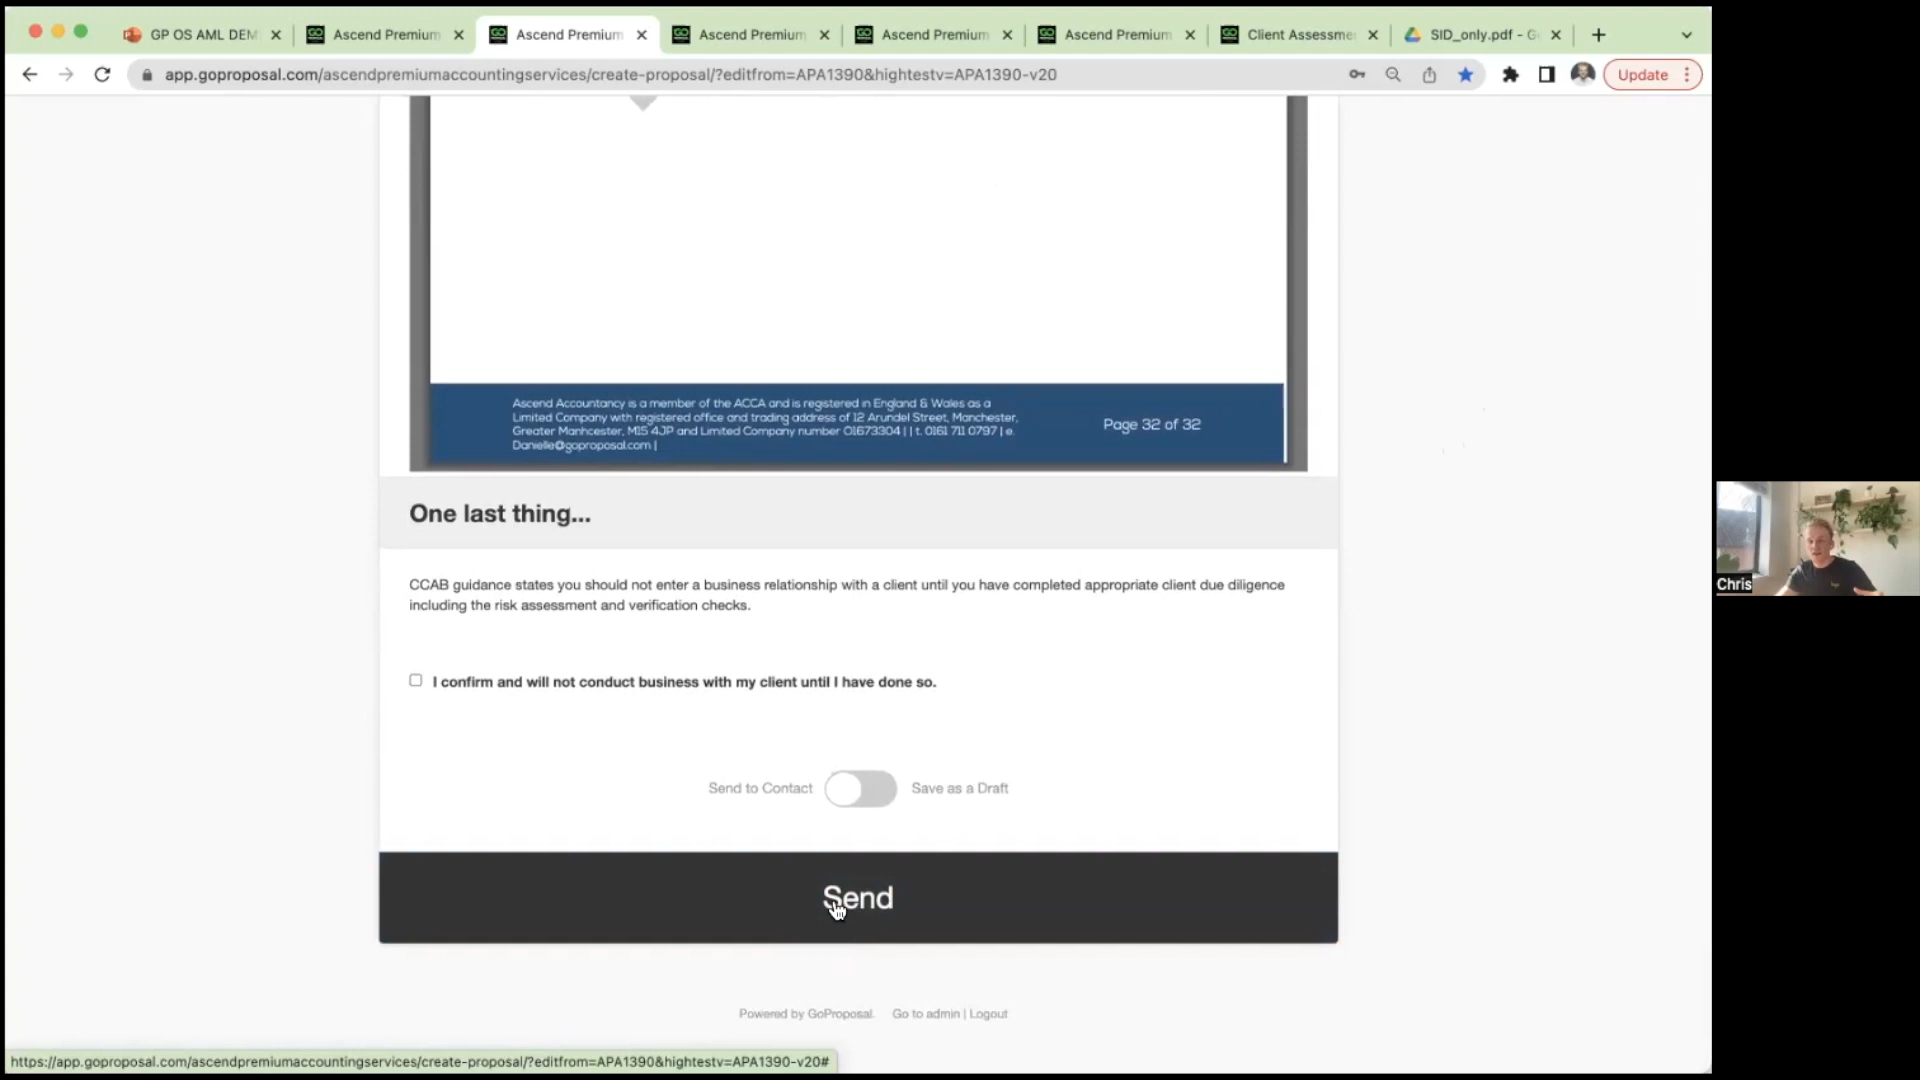 GP OS AML DEM
Ascend Premium
Ascend Premium
Ascend Premium
Ascend Premium
Ascend Premium
Client Assessme
SID_only.pdf - G
app.goproposal.com/ascendpremiumaccountingservices/create-proposal/?editfrom=APA1390&hightestv=APA1390-v20
Update
Ascend Accountancy is a member of the ACCA and is registered in England & Wales as a
Limited Company with registered office and trading address of 12 Arundel Street, Manchester,
Greater Manhcester, M15 4JP and Limited Company number 01673304 | | t. 0161 711 0797 | e.
Danielle@goproposal.com |
Page 32 of 32
One last thing...
CCAB guidance states you should not enter a business relationship with a client until you have completed appropriate client due diligence
including the risk assessment and verification checks.
I confirm and will not conduct business with my client until I have done so.
Send to Contact
Save as a Draft
Send
Powered by GoProposal. Go to admin | Logout
https://app.goproposal.com/ascendpremiumaccountingservices/create-proposal/?editfrom=APA1390&hightestv=APA1390-v20#
Chris